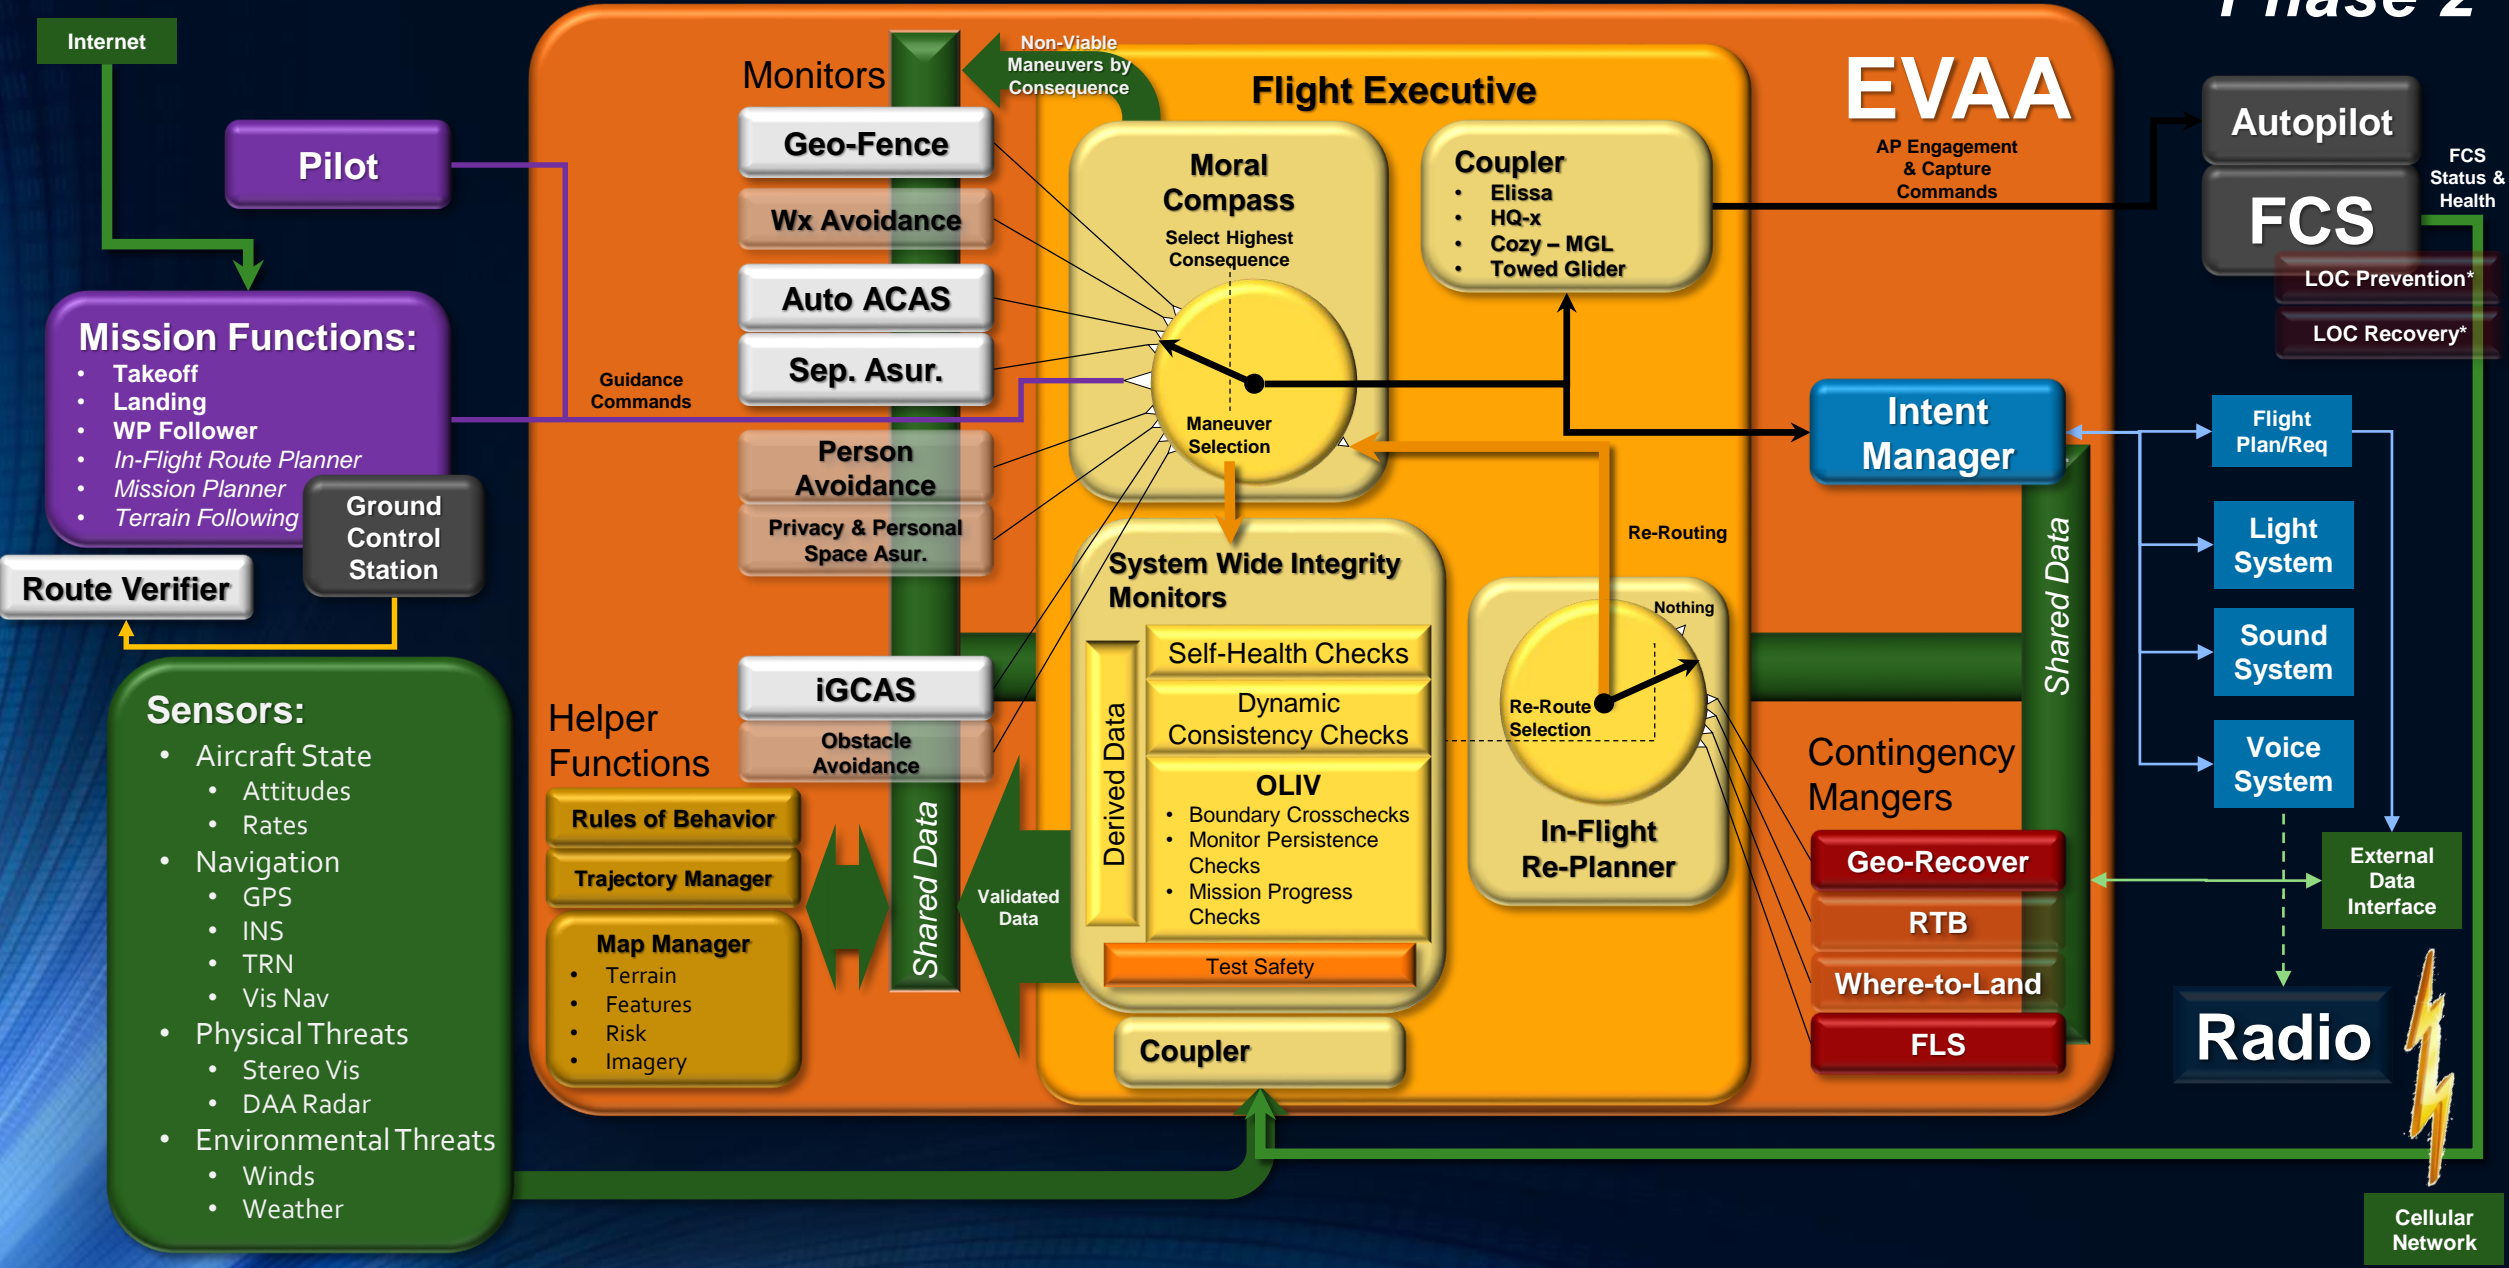 Phase 2
Internet
Pilot
Mission Functions:
• Takeoff
• Landing
• WP Follower
• In-Flight Route Planner
• Mission Planner
• Terrain Following
Ground
Control
Station
Route Verifier
Sensors:
• Aircraft State
• Attitudes
• Rates
• Navigation
• GPS
• INS
• TRN
• Vis Nav
• Physical Threats
• Stereo Vis
• DAA Radar
• Environmental Threats
• Winds
• Weather
Guidance
Commands
Monitors
Geo-Fence
Wx Avoidance
Auto ACAS
Sep. Asur.
Person
Avoidance
Privacy & Personal
Space Asur.
iGCAS
Obstacle
Avoidance
Helper
Functions
Rules of Behavior
Trajectory Manager
Map Manager
• Terrain
• Features
• Risk
• Imagery
Shared Data
Non-Viable
Maneuvers by
Consequence
Validated
Data
Flight Executive
Moral
Compass
Select Highest
Consequence
Maneuver
Selection
Coupler
• Elissa
• HQ-x
• Cozy – MGL
• Towed Glider
System Wide Integrity
Monitors
Derived Data
Self-Health Checks
Dynamic
Consistency Checks
OLIV
• Boundary Crosschecks
• Monitor Persistence
Checks
• Mission Progress
Checks
Test Safety
Coupler
Re-Routing
Nothing
Re-Route
Selection
In-Flight
Re-Planner
EVAA
AP Engagement
& Capture
Commands
Intent
Manager
Shared Data
Contingency
Mangers
Geo-Recover
RTB
Where-to-Land
FLS
Autopilot
FCS
FCS
Status &
Health
LOC Prevention*
LOC Recovery*
Flight
Plan/Req
Light
System
Sound
System
Voice
System
External
Data
Interface
Radio
Cellular
Network